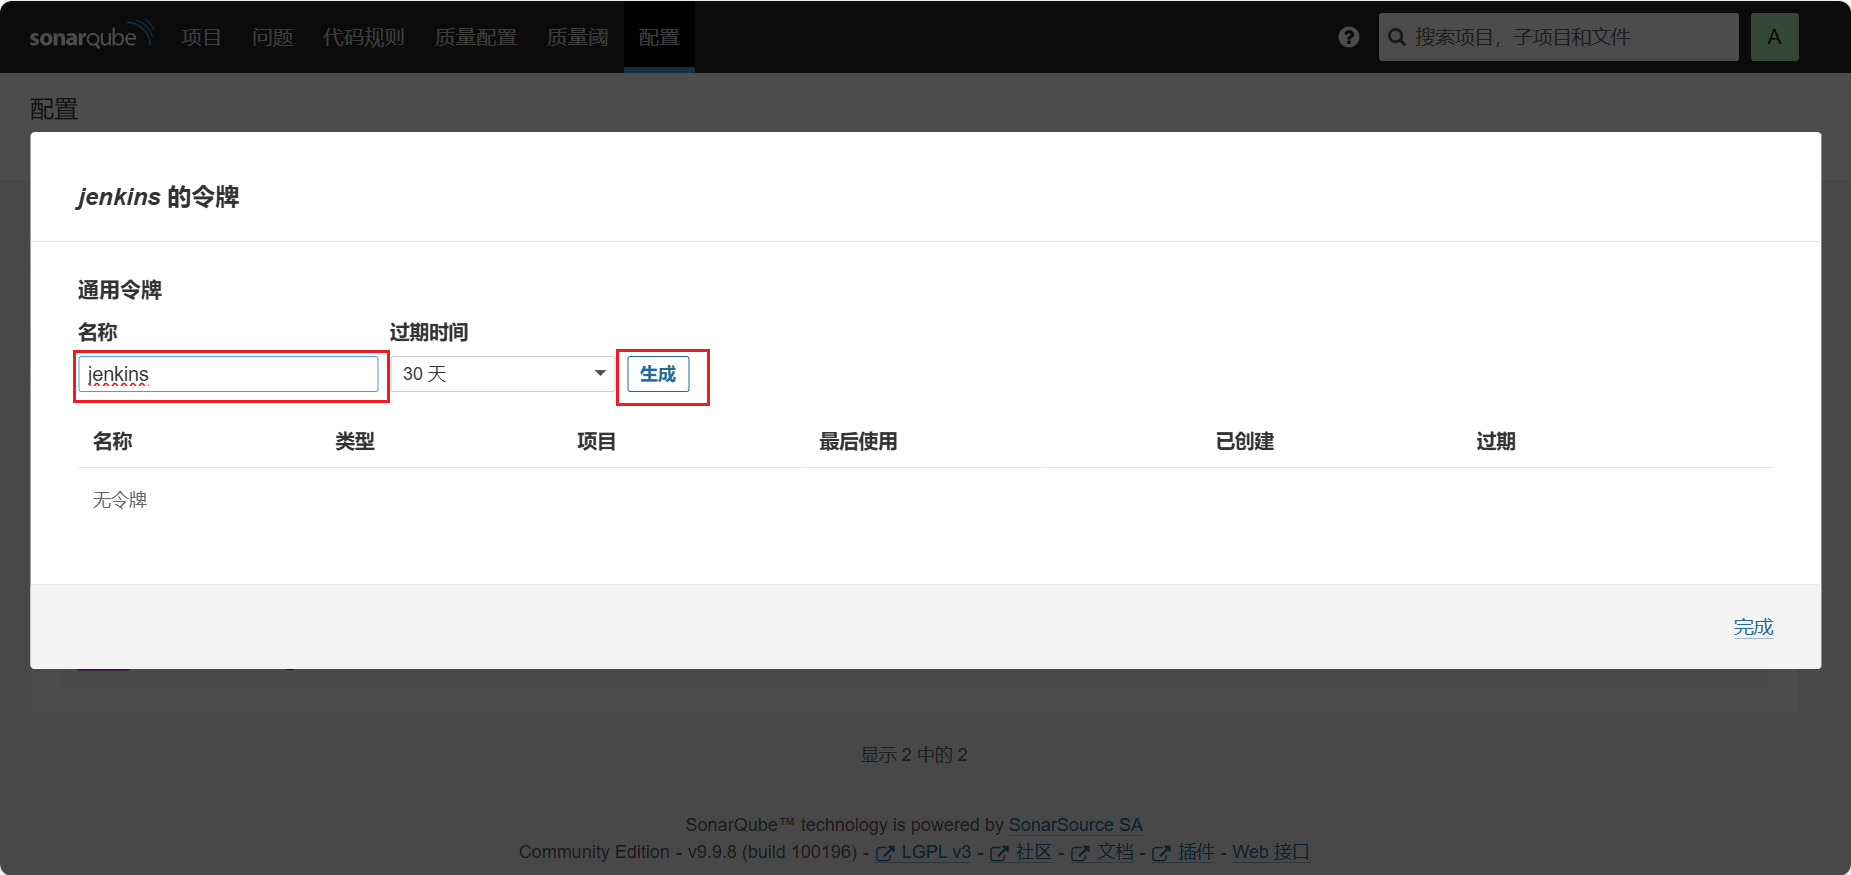 sonarqube 项目 问题 代码规则 质量配置 质量阈 配置 搜索项目，子项目和文件 A
配置
jenkins 的令牌
通用令牌
名称 过期时间
jenkins 30 天 生成
名称 类型 项目 最后使用 已创建 过期
无令牌
完成
显示 2 中的 2
SonarQube™ technology is powered by SonarSource SA
Community Edition - v9.9.8 (build 100196) - LGPL v3 - 社区 - 文档 - 插件 - Web 接口